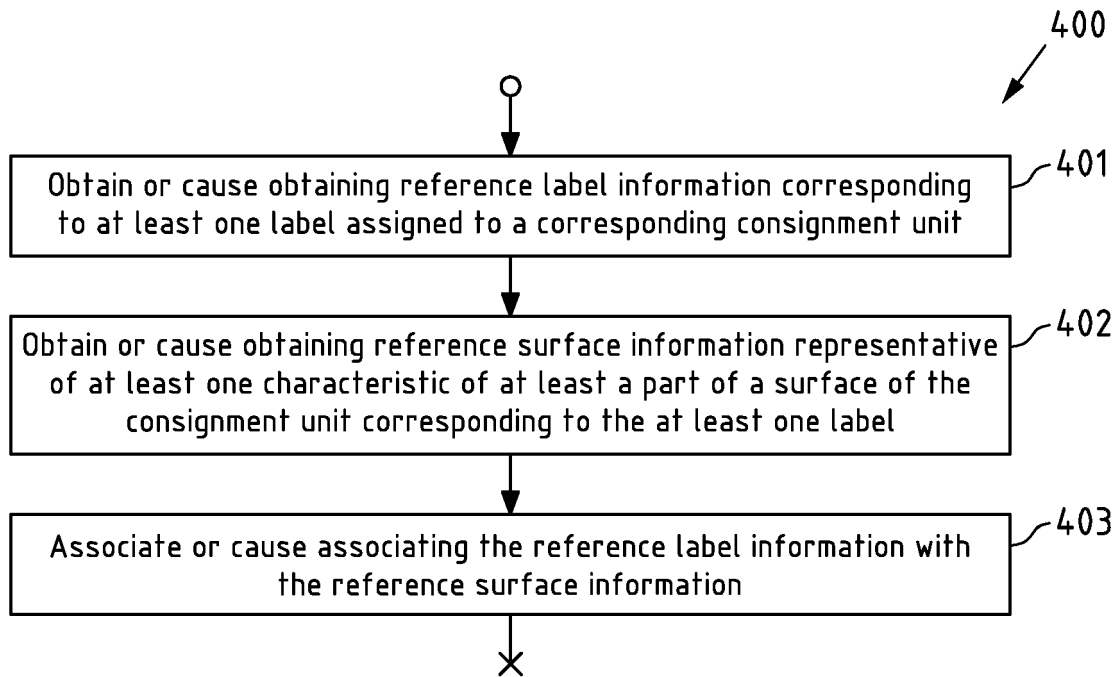 400
Obtain or cause obtaining reference label information corresponding
to at least one label assigned to a corresponding consignment unit
401
Obtain or cause obtaining reference surface information representative
of at least one characteristic of at least a part of a surface of the
consignment unit corresponding to the at least one label
402
Associate or cause associating the reference label information with
the reference surface information
403